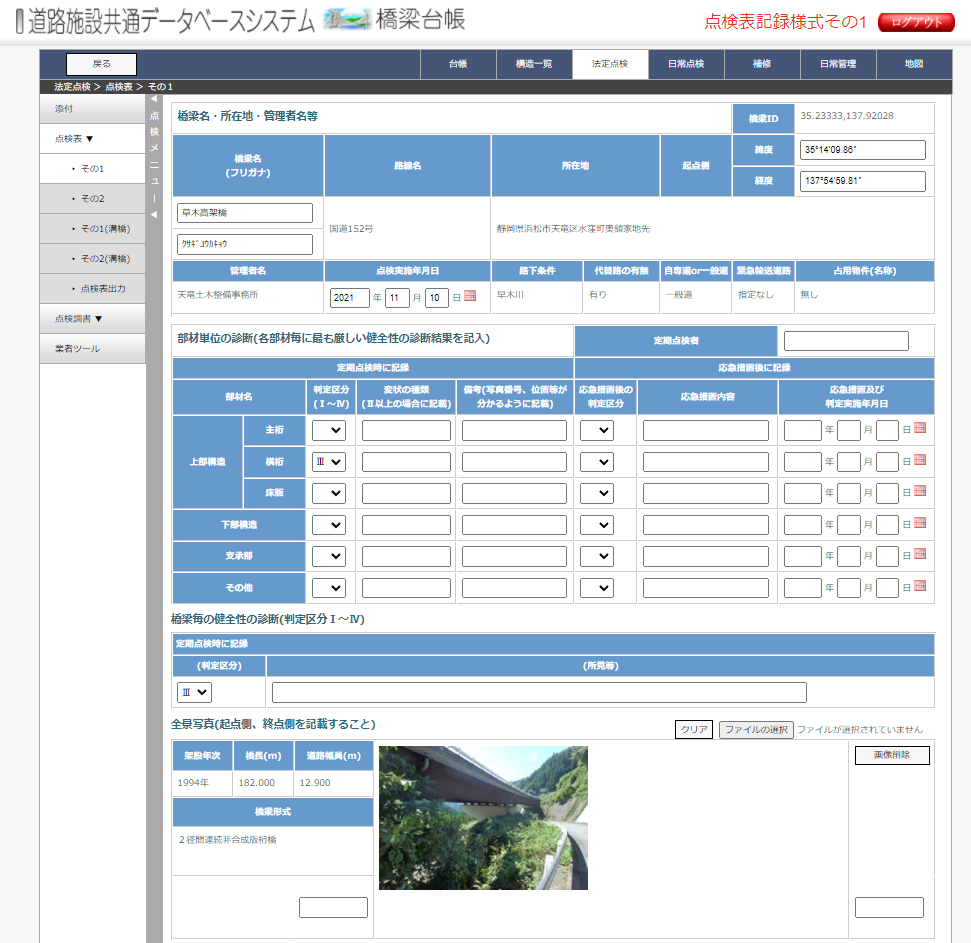 道路施設共通データベースシステム 橋梁台帳 点検表記録様式その1 ログアウト
戻る 台帳 構造一覧 法定点検 日常点検 補修 日常管理 地図
法定点検 > 点検表 > その1
添付
点検表 ▼
・ その1
・ その2
・ その1(溝橋)
・ その2(溝橋)
・ 点検表出力
点検調書 ▼
業者ツール
◀点検メニュー◀
橋梁名・所在地・管理者名等 橋梁ID 35.23333,137.92028
橋梁名 (フリガナ) 路線名 所在地 起点側 緯度 35°14'09.86"
経度 137°54'59.81"
草木高架橋 国道152号 静岡県浜松市天竜区水窪町奥領家地先
ｸｻｷﾞｺｳｶｷｮｳ
管理者名 点検実施年月日 路下条件 代替路の有無 自専道or一般道 緊急輸送道路 占用物件(名称)
天竜土木整備事務所 2021 年 11 月 10 日 早木川 有り 一般道 指定なし 無し
部材単位の診断(各部材毎に最も厳しい健全性の診断結果を記入) 定期点検者
定期点検時に記録 応急措置後に記録
部材名 判定区分 (Ⅰ～Ⅳ) 変状の種類 (Ⅱ以上の場合に記載) 備考(写真番号、位置等が 分かるように記載) 応急措置後の 判定区分 応急措置内容 応急措置及び 判定実施年月日
上部構造 主桁 年 月 日
横桁 Ⅲ 年 月 日
床版 年 月 日
下部構造 年 月 日
支承部 年 月 日
その他 年 月 日
橋梁毎の健全性の診断(判定区分Ⅰ～Ⅳ)
定期点検時に記録
(判定区分) (所見等)
Ⅲ
全景写真(起点側、終点側を記載すること) クリア ファイルの選択 ファイルが選択されていません
架設年次 橋長(m) 道路幅員(m) 画像削除
1994年 182.000 12.900
橋梁形式
２径間連続非合成版桁橋